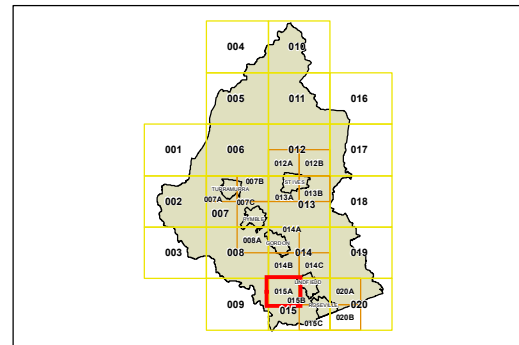 004
010
005
011
016
001
006
012
017
012A
012B
007B
ST IVES
TURRAMURRA
002
007A
007C
013A
013B
013
018
007
PYMBLE
014A
008A
GORDON
003
008
014
019
014B
014C
LINDFIELD
009
015A
020A
015B
020
015
ROSEVILLE
020B
015C